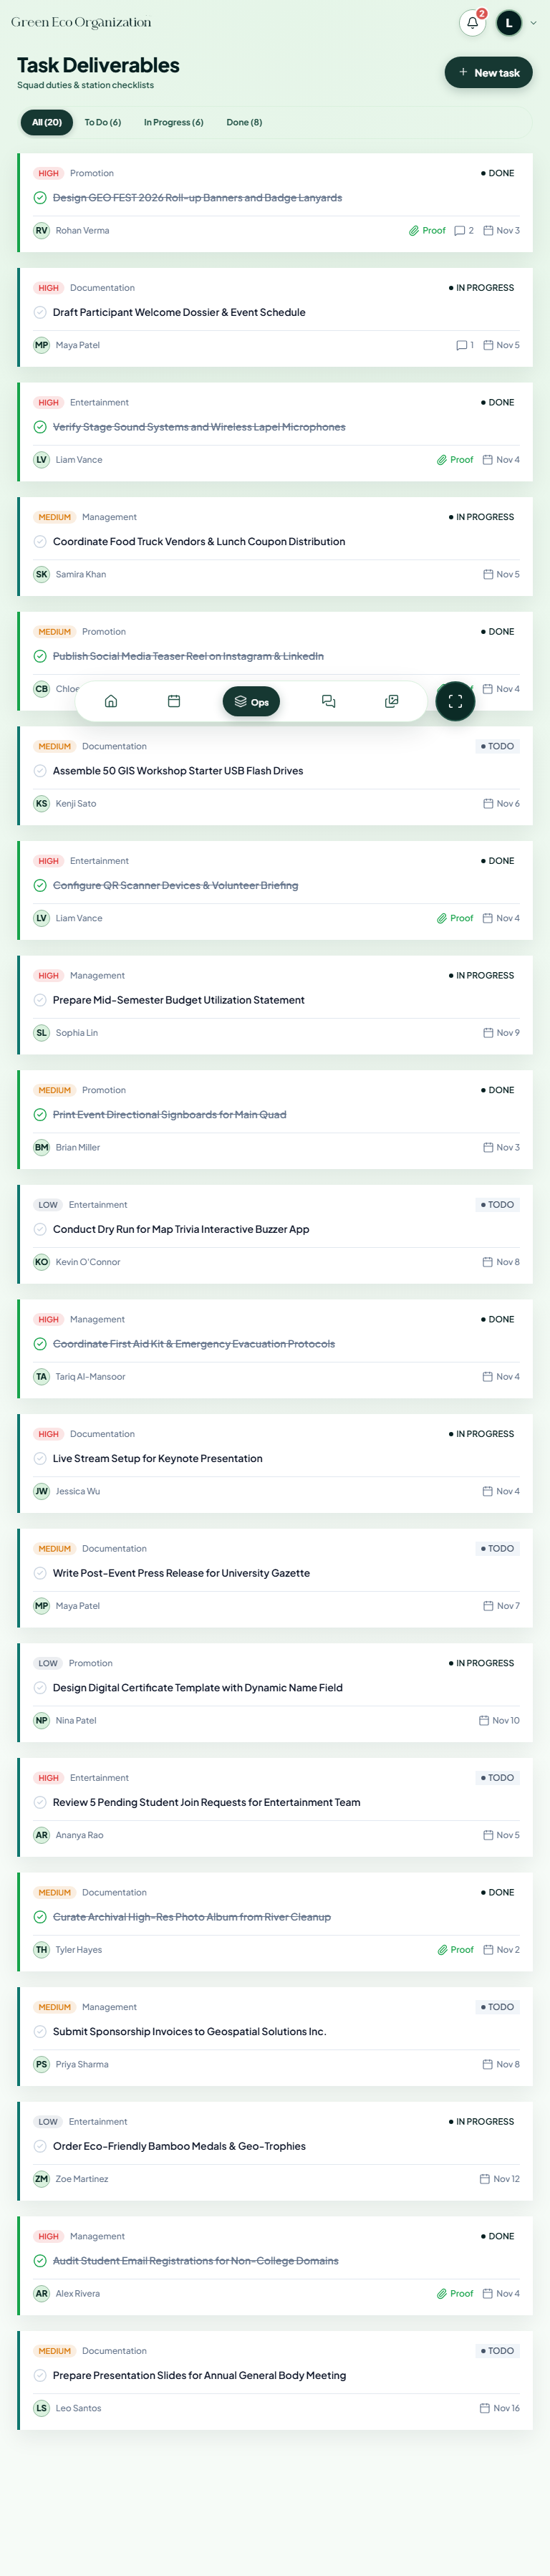 Green Eco Organization
2
L
Task Deliverables
Squad duties & station checklists
+ New task
All (20) To Do (6) In Progress (6) Done (8)
HIGH Promotion DONE
Design GEO FEST 2026 Roll-up Banners and Badge Lanyards
RV Rohan Verma Proof 2 Nov 3
HIGH Documentation IN PROGRESS
Draft Participant Welcome Dossier & Event Schedule
MP Maya Patel 1 Nov 5
HIGH Entertainment DONE
Verify Stage Sound Systems and Wireless Lapel Microphones
LV Liam Vance Proof Nov 4
MEDIUM Management IN PROGRESS
Coordinate Food Truck Vendors & Lunch Coupon Distribution
SK Samira Khan Nov 5
MEDIUM Promotion DONE
Publish Social Media Teaser Reel on Instagram & LinkedIn
CB Chloe Nov 4
Ops
MEDIUM Documentation TODO
Assemble 50 GIS Workshop Starter USB Flash Drives
KS Kenji Sato Nov 6
HIGH Entertainment DONE
Configure QR Scanner Devices & Volunteer Briefing
LV Liam Vance Proof Nov 4
HIGH Management IN PROGRESS
Prepare Mid-Semester Budget Utilization Statement
SL Sophia Lin Nov 9
MEDIUM Promotion DONE
Print Event Directional Signboards for Main Quad
BM Brian Miller Nov 3
LOW Entertainment TODO
Conduct Dry Run for Map Trivia Interactive Buzzer App
KO Kevin O'Connor Nov 8
HIGH Management DONE
Coordinate First Aid Kit & Emergency Evacuation Protocols
TA Tariq Al-Mansoor Nov 4
HIGH Documentation IN PROGRESS
Live Stream Setup for Keynote Presentation
JW Jessica Wu Nov 4
MEDIUM Documentation TODO
Write Post-Event Press Release for University Gazette
MP Maya Patel Nov 7
LOW Promotion IN PROGRESS
Design Digital Certificate Template with Dynamic Name Field
NP Nina Patel Nov 10
HIGH Entertainment TODO
Review 5 Pending Student Join Requests for Entertainment Team
AR Ananya Rao Nov 5
MEDIUM Documentation DONE
Curate Archival High-Res Photo Album from River Cleanup
TH Tyler Hayes Proof Nov 2
MEDIUM Management TODO
Submit Sponsorship Invoices to Geospatial Solutions Inc.
PS Priya Sharma Nov 8
LOW Entertainment IN PROGRESS
Order Eco-Friendly Bamboo Medals & Geo-Trophies
ZM Zoe Martinez Nov 12
HIGH Management DONE
Audit Student Email Registrations for Non-College Domains
AR Alex Rivera Proof Nov 4
MEDIUM Documentation TODO
Prepare Presentation Slides for Annual General Body Meeting
LS Leo Santos Nov 16